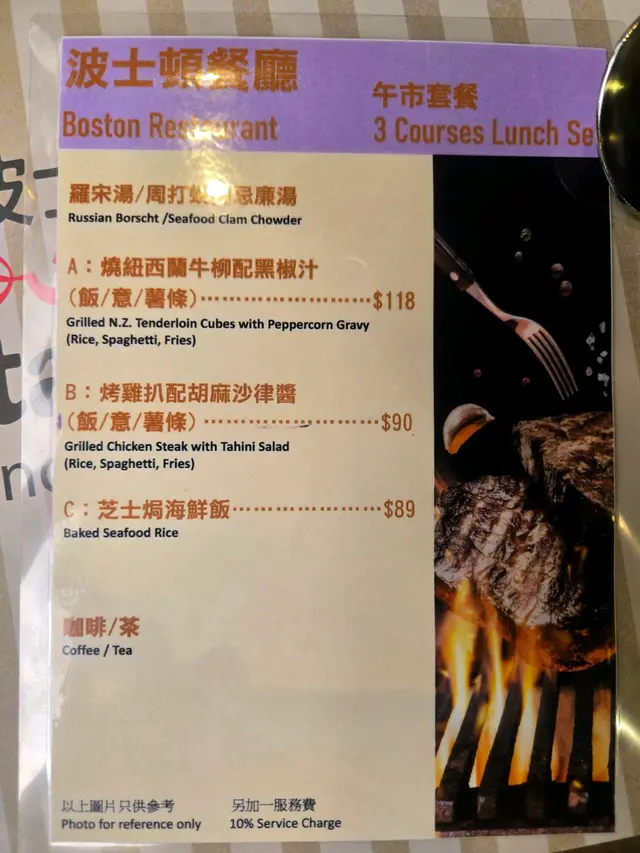 波士頓餐廳
Boston Restaurant
午市套餐
3 Courses Lunch Se
羅宋湯/周打蜆肉忌廉湯
Russian Borscht /Seafood Clam Chowder
A：燒紐西蘭牛柳配黑椒汁
(飯/意/薯條)························$118
Grilled N.Z. Tenderloin Cubes with Peppercorn Gravy
(Rice, Spaghetti, Fries)
B：烤雞扒配胡麻沙律醬
(飯/意/薯條)························$90
Grilled Chicken Steak with Tahini Salad
(Rice, Spaghetti, Fries)
C：芝士焗海鮮飯·····················$89
Baked Seafood Rice
咖啡/茶
Coffee / Tea
以上圖片只供參考
Photo for reference only
另加一服務費
10% Service Charge